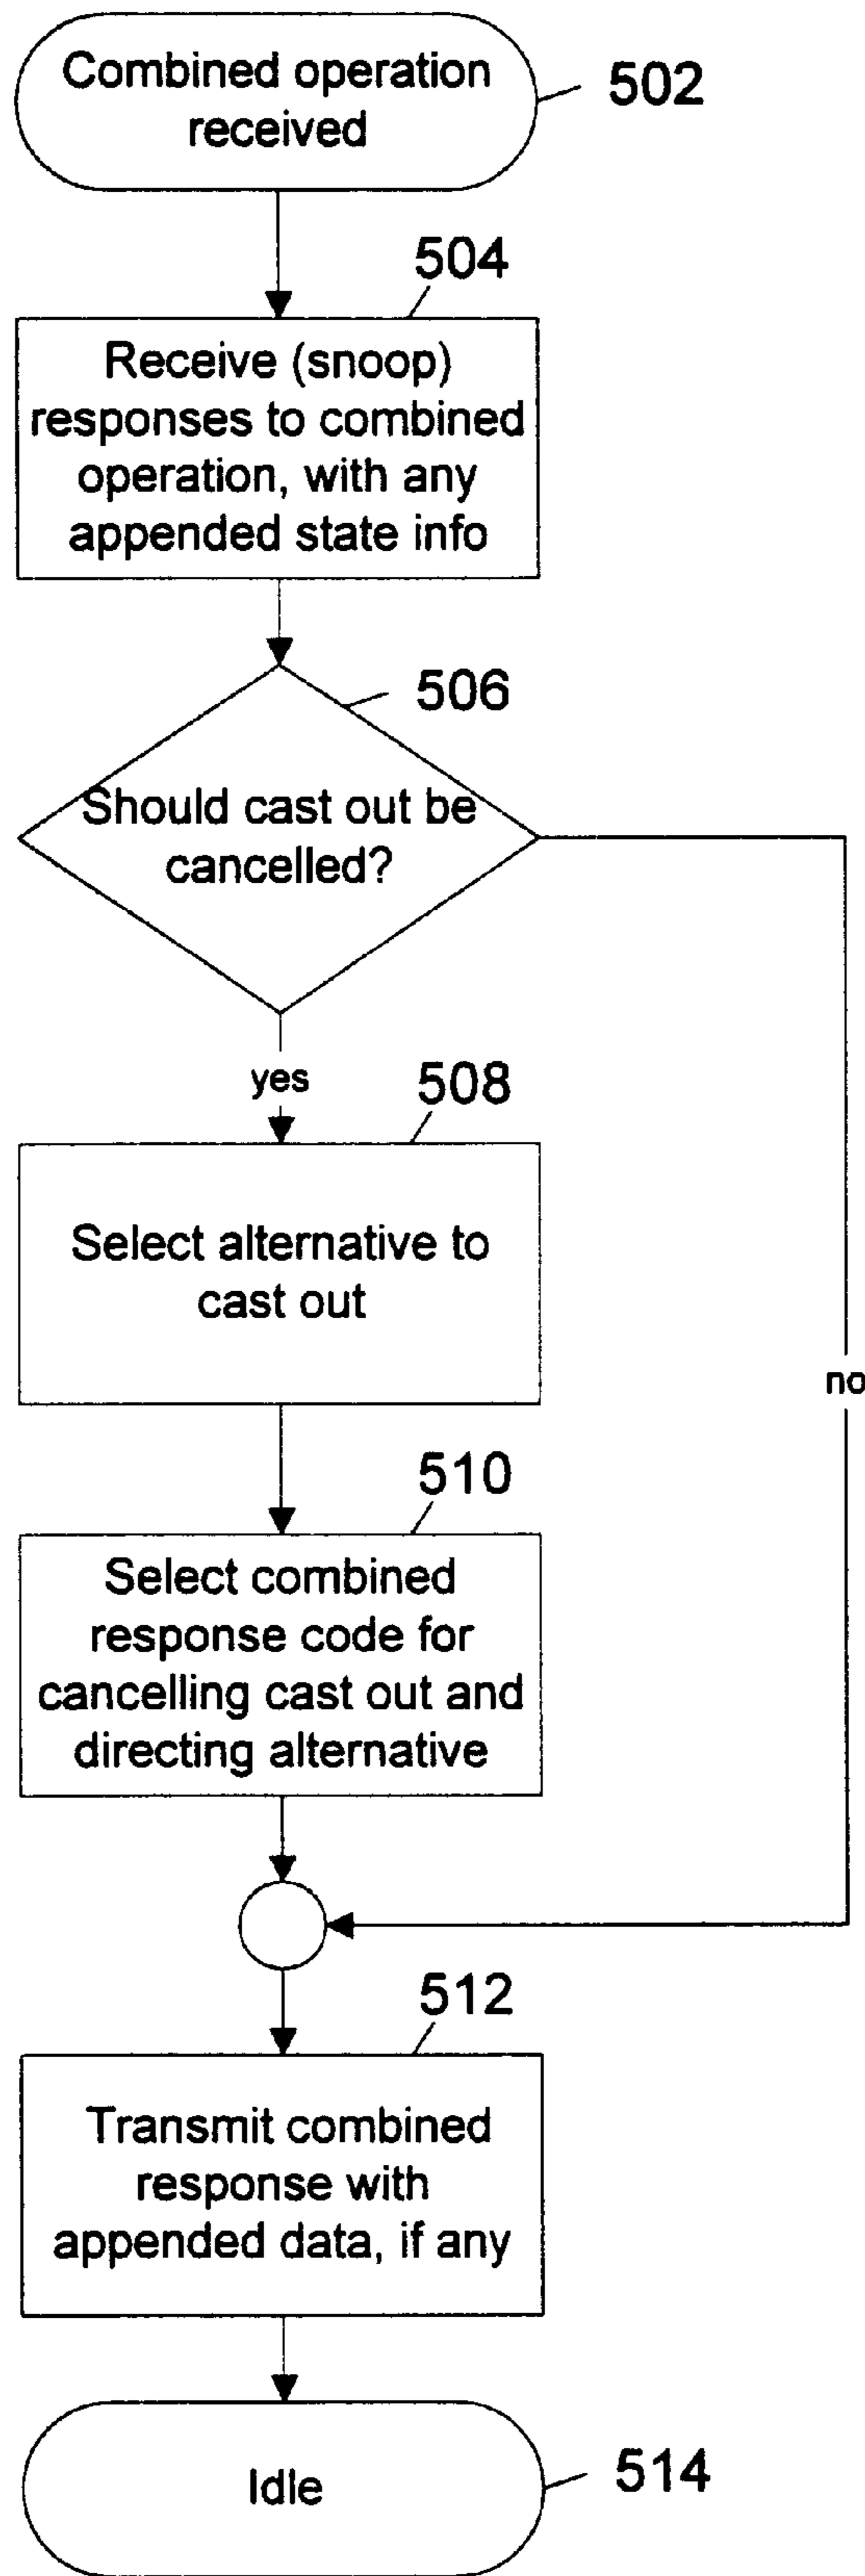 Combined operation
received
502
504
Receive (snoop)
responses to combined
operation, with any
appended state info
506
Should cast out be
cancelled?
yes
508
Select alternative to
cast out
no
510
Select combined
response code for
cancelling cast out and
directing alternative
512
Transmit combined
response with
appended data, if any
Idle
514